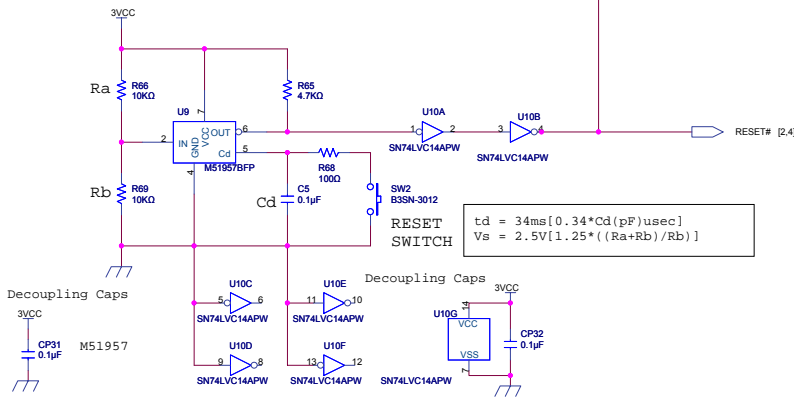 3VCC
Ra
R66
10KΩ
R65
4.7KΩ
U9
7
VCC
OUT
6
2
IN
GND
Cd
5
M51957BFP
4
U10A
1
2
SN74LVC14APW
U10B
3
4
SN74LVC14APW
RESET# [2,4]
R68
100Ω
Rb
R69
10KΩ
Cd
C5
0.1µF
SW2
B3SN-3012
RESET
SWITCH
td = 34ms[0.34*Cd(pF)usec]
Vs = 2.5V[1.25*((Ra+Rb)/Rb)]
Decoupling Caps
3VCC
CP31
0.1µF
M51957
U10C
5
6
SN74LVC14APW
U10E
11
10
SN74LVC14APW
U10D
9
8
SN74LVC14APW
U10F
13
12
SN74LVC14APW
Decoupling Caps
3VCC
U10G
14
VCC
VSS
7
SN74LVC14APW
CP32
0.1µF